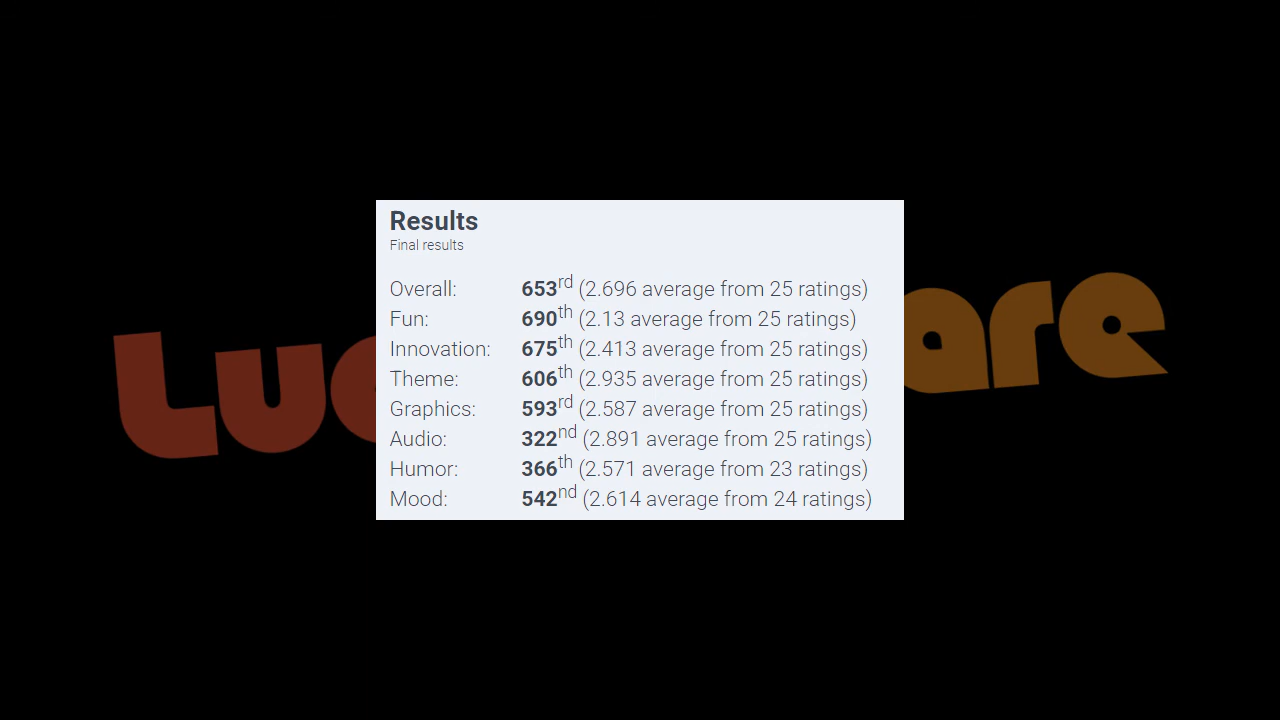 Results
Final results
Overall: 653rd (2.696 average from 25 ratings)
Fun: 690th (2.13 average from 25 ratings)
Innovation: 675th (2.413 average from 25 ratings)
Theme: 606th (2.935 average from 25 ratings)
Graphics: 593rd (2.587 average from 25 ratings)
Audio: 322nd (2.891 average from 25 ratings)
Humor: 366th (2.571 average from 23 ratings)
Mood: 542nd (2.614 average from 24 ratings)